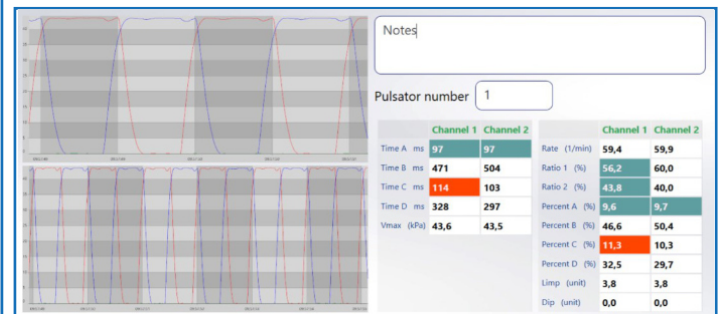 Notes
Pulsator number 1
Channel 1 Channel 2
Time A ms 97 97
Time B ms 471 504
Time C ms 114 103
Time D ms 328 297
Vmax (kPa) 43,6 43,5
Channel 1 Channel 2
Rate (1/min) 59,4 59,9
Ratio 1 (%) 56,2 60,0
Ratio 2 (%) 43,8 40,0
Percent A (%) 9,6 9,7
Percent B (%) 46,6 50,4
Percent C (%) 11,3 10,3
Percent D (%) 32,5 29,7
Limp (unit) 3,8 3,8
Dip (unit) 0,0 0,0